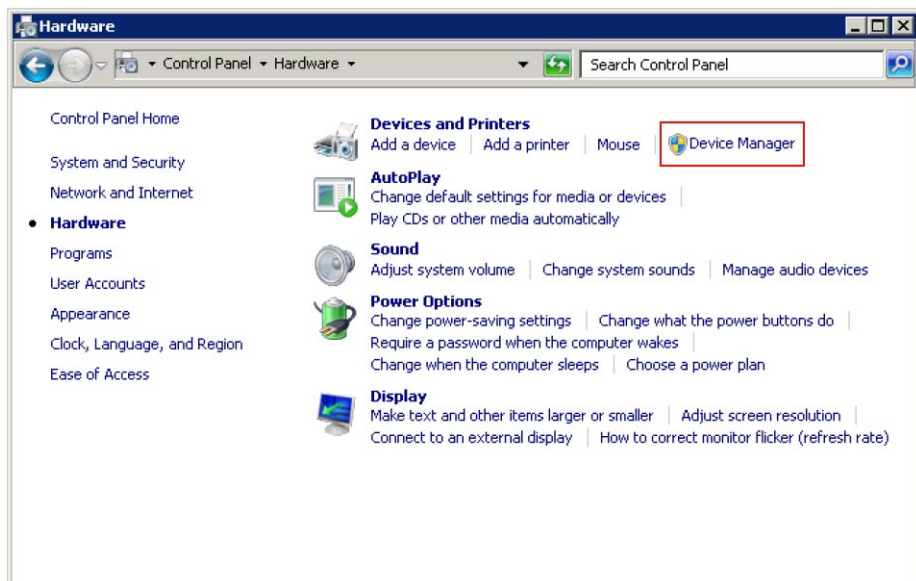 Hardware
Control Panel Hardware
Search Control Panel
Control Panel Home
System and Security
Network and Internet
Hardware
Programs
User Accounts
Appearance
Clock, Language, and Region
Ease of Access
Devices and Printers
Add a device Add a printer Mouse Device Manager
AutoPlay
Change default settings for media or devices
Play CDs or other media automatically
Sound
Adjust system volume Change system sounds Manage audio devices
Power Options
Change power-saving settings Change what the power buttons do
Require a password when the computer wakes
Change when the computer sleeps Choose a power plan
Display
Make text and other items larger or smaller Adjust screen resolution
Connect to an external display How to correct monitor flicker (refresh rate)